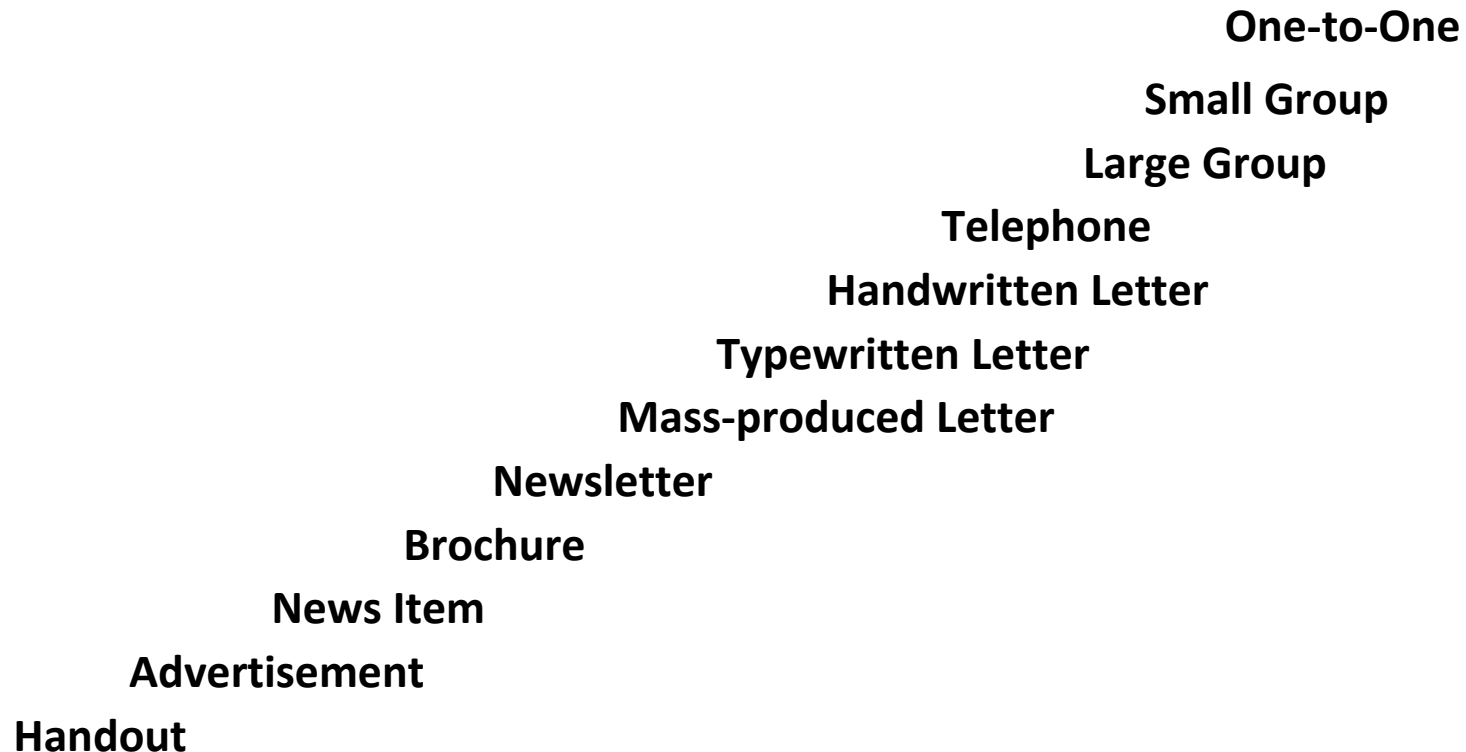 One-to-One
Small Group
Large Group
Telephone
Handwritten Letter
Typewritten Letter
Mass-produced Letter
Newsletter
Brochure
News Item
Advertisement
Handout